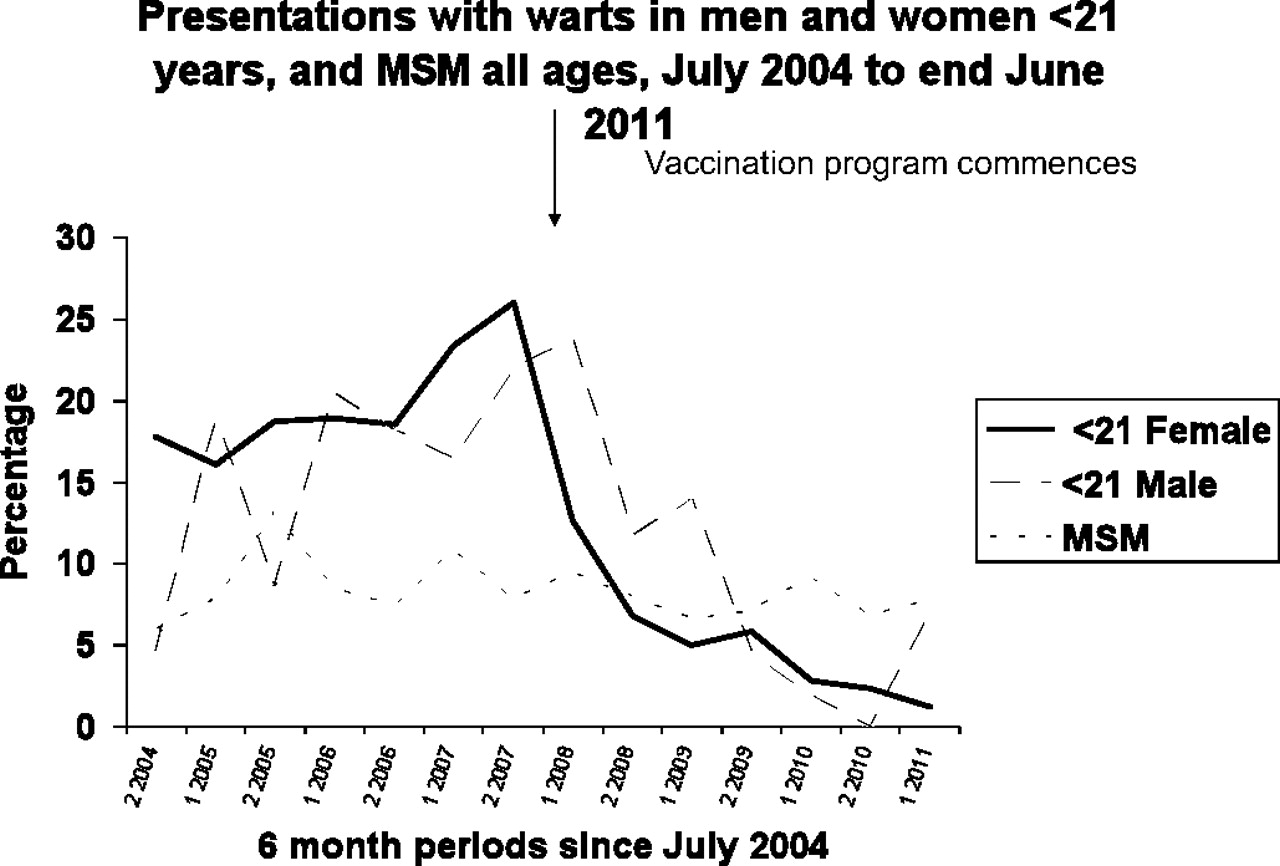 Presentations with warts in men and women <21
years, and MSM all ages, July 2004 to end June
2011
Vaccination program commences
30
25
20
15
10
5
0
Percentage
2 2004
1 2005
2 2005
1 2006
2 2006
1 2007
2 2007
1 2008
2 2008
1 2009
2 2009
1 2010
2 2010
1 2011
6 month periods since July 2004
<21 Female
<21 Male
MSM